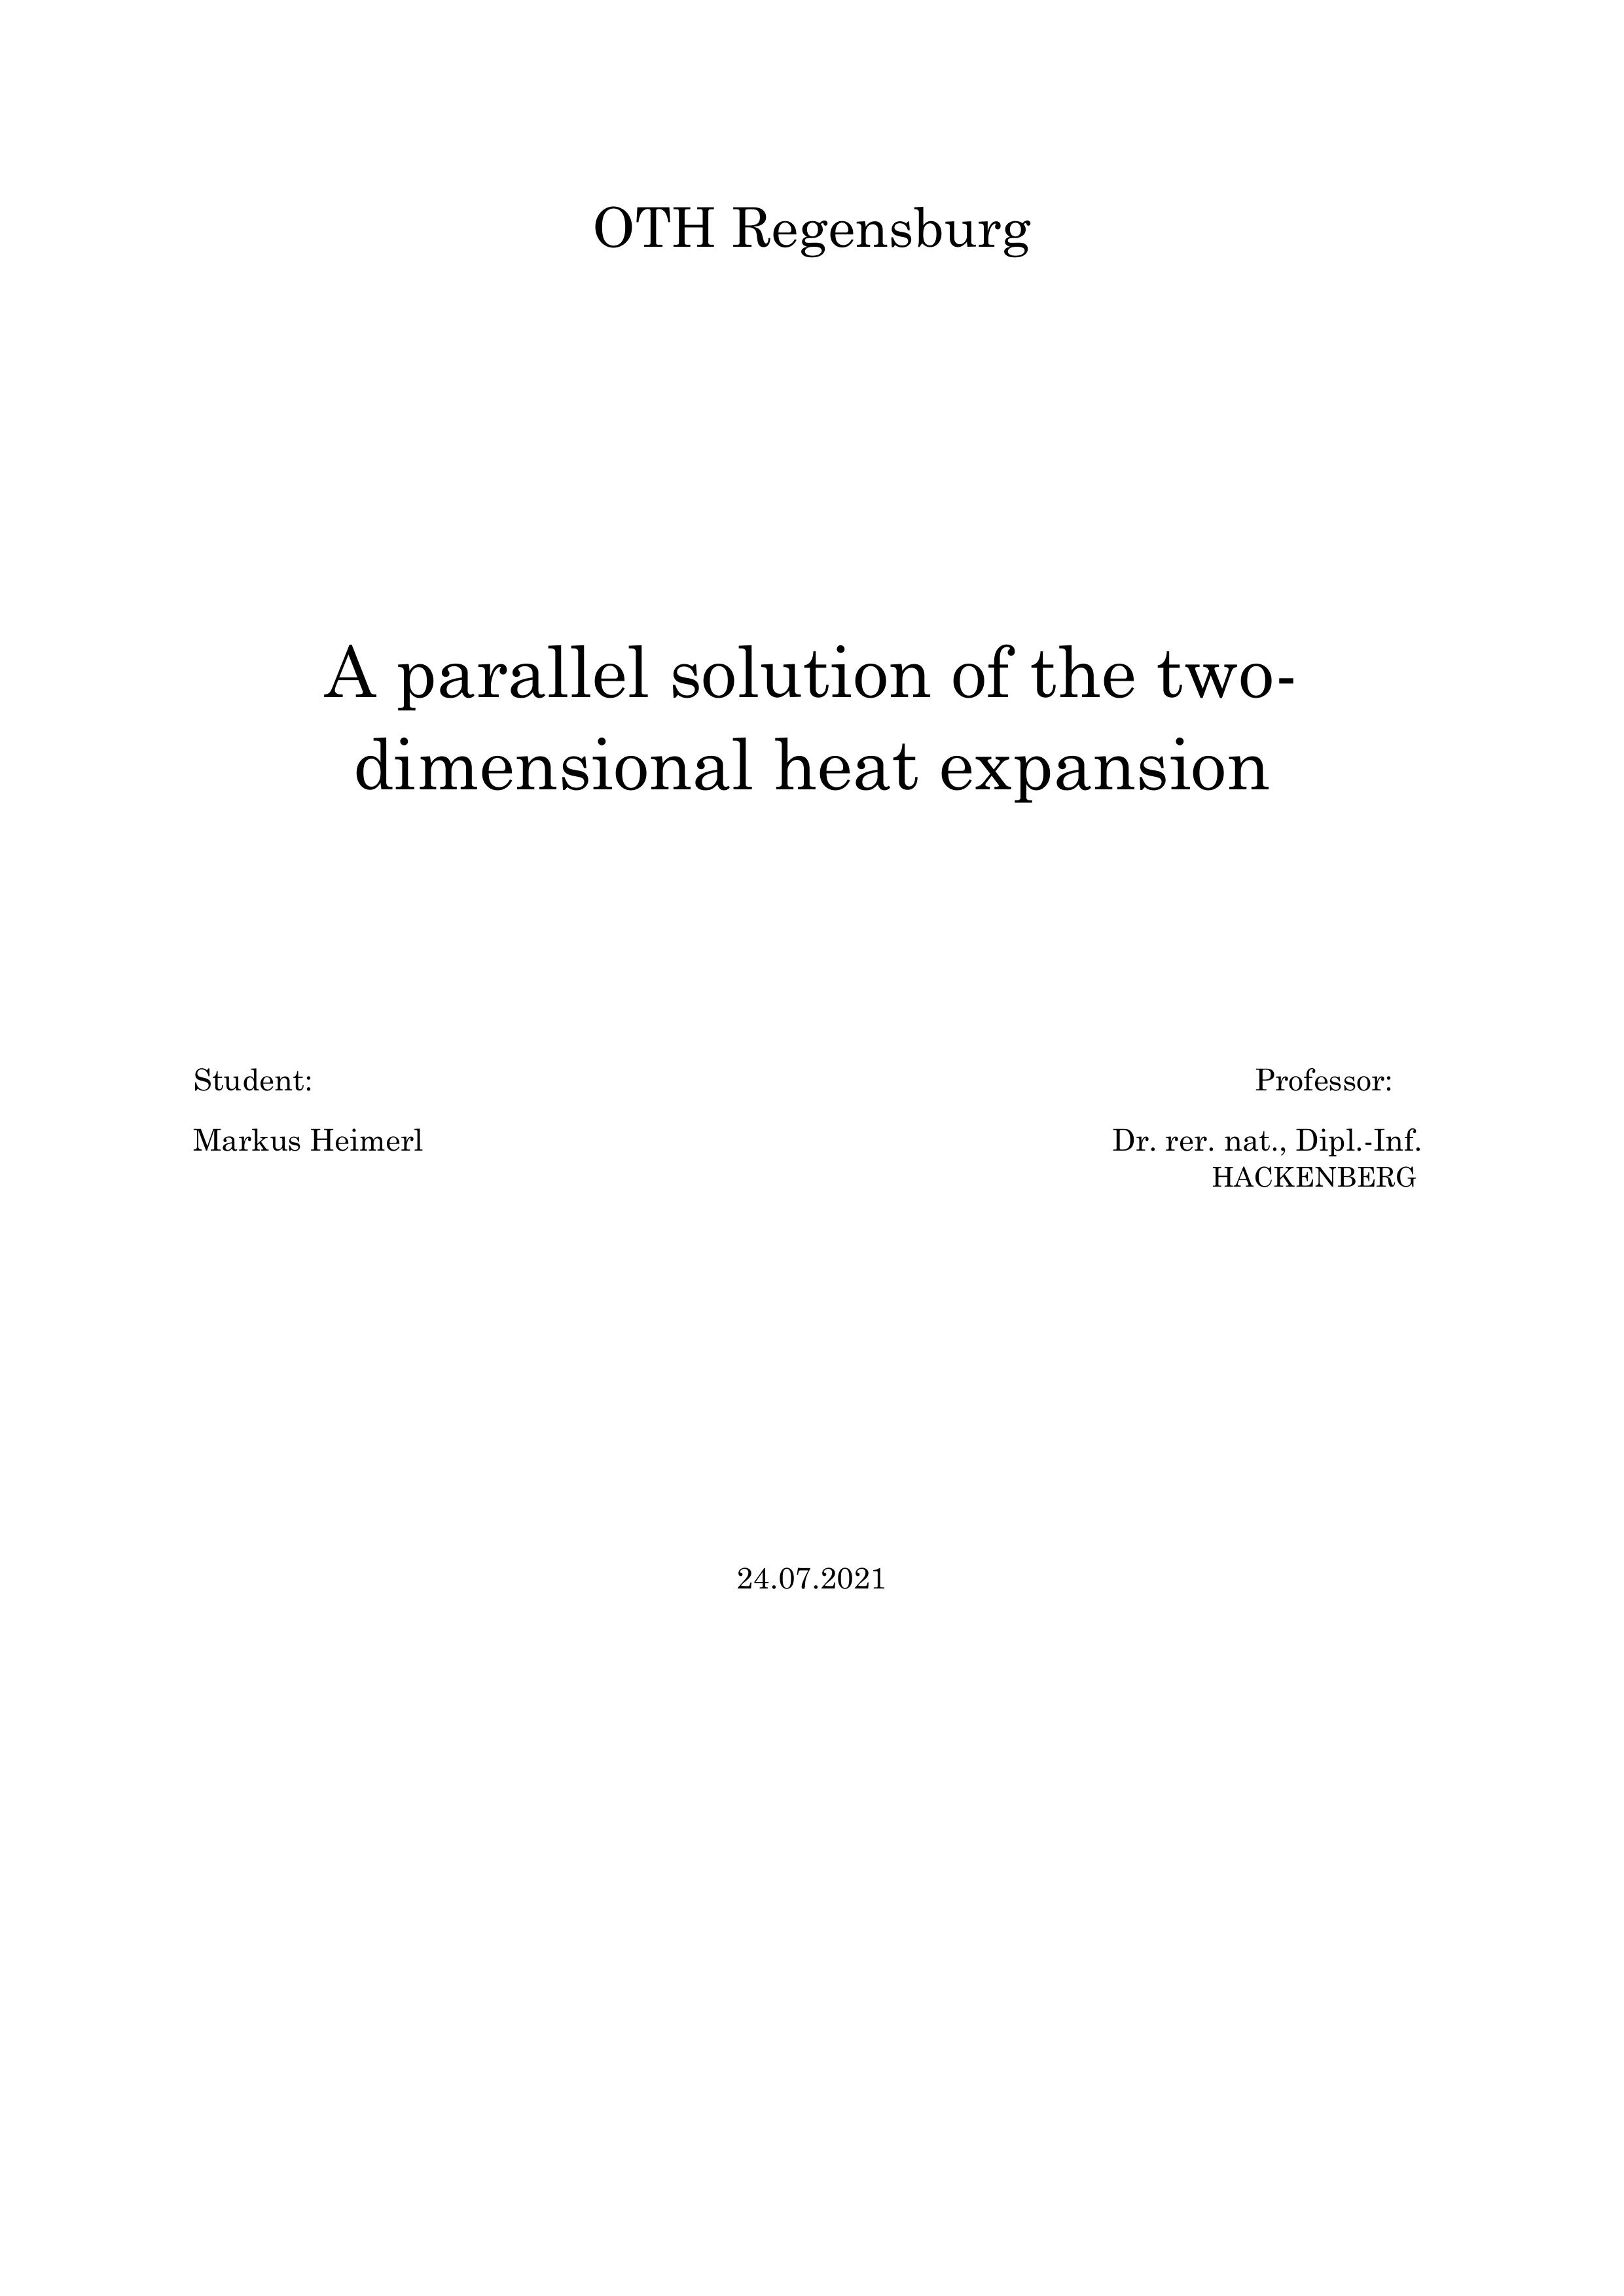 OTH Regensburg
A parallel solution of the two-
dimensional heat expansion
Student:
Professor:
Markus Heimerl
Dr. rer. nat., Dipl.-Inf.
HACKENBERG
24.07.2021